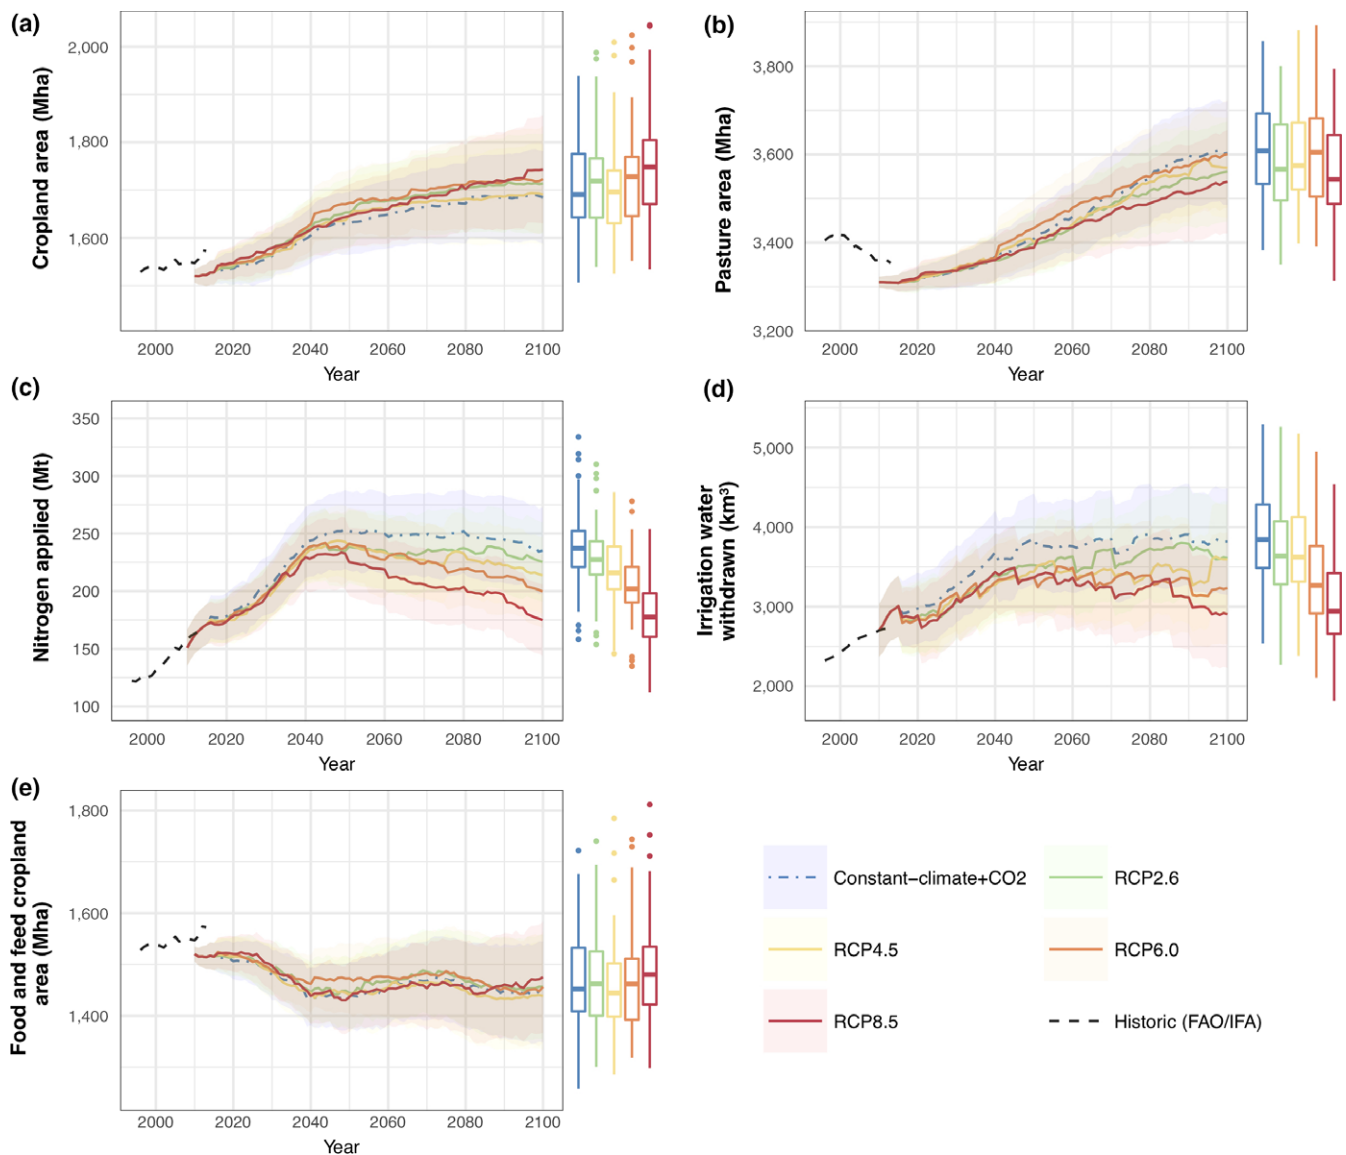 (a)
Cropland area (Mha)
2,000
1,800
1,600
2000 2020 2040 2060 2080 2100
Year
(b)
Pasture area (Mha)
3,800
3,600
3,400
3,200
2000 2020 2040 2060 2080 2100
Year
(c)
Nitrogen applied (Mt)
350
300
250
200
150
100
2000 2020 2040 2060 2080 2100
Year
(d)
Irrigation water
withdrawn (km³)
5,000
4,000
3,000
2,000
2000 2020 2040 2060 2080 2100
Year
(e)
Food and feed cropland
area (Mha)
1,800
1,600
1,400
2000 2020 2040 2060 2080 2100
Year
Constant−climate+CO2 RCP2.6
RCP4.5 RCP6.0
RCP8.5 Historic (FAO/IFA)